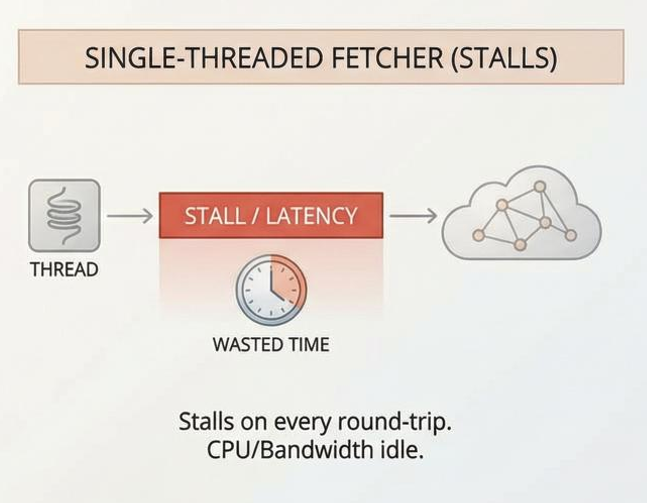 SINGLE-THREADED FETCHER (STALLS)
STALL / LATENCY
THREAD
WASTED TIME
Stalls on every round-trip.
CPU/Bandwidth idle.